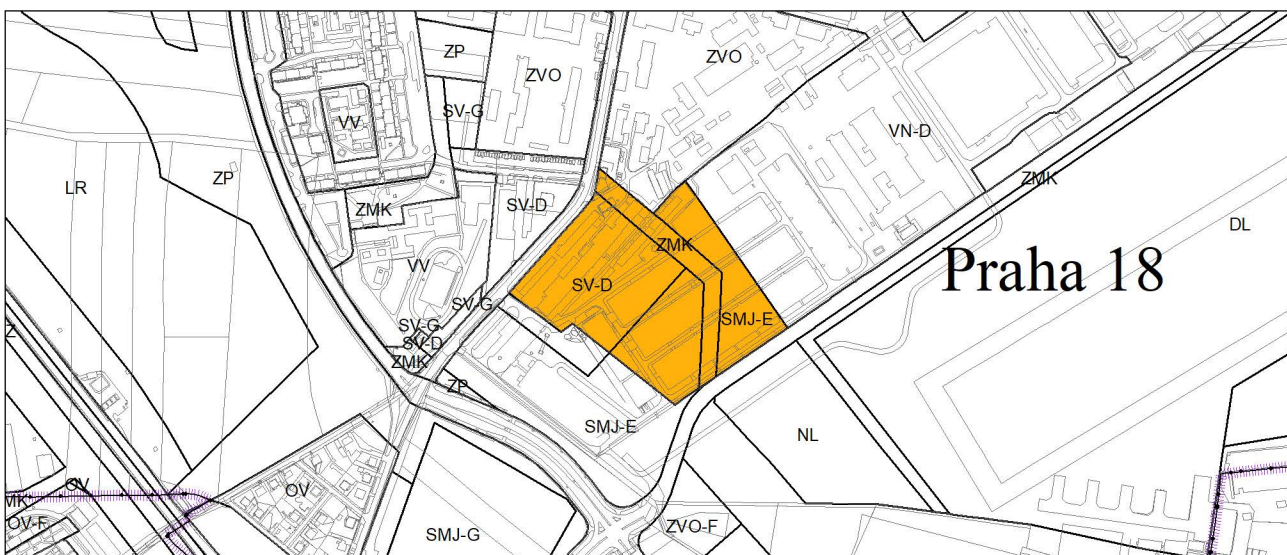 ZP
ZVO
ZVO
SV-G
VV
VN-D
LR
ZP
ZMK
ZMK
SV-D
DL
ZMK
VV
Praha 18
SV-D
SV-G
SMJ-E
SV-G
SV-D
ZMK
ZP
SMJ-E
NL
OV
OV
MK
OV-F
SMJ-G
ZVO-F